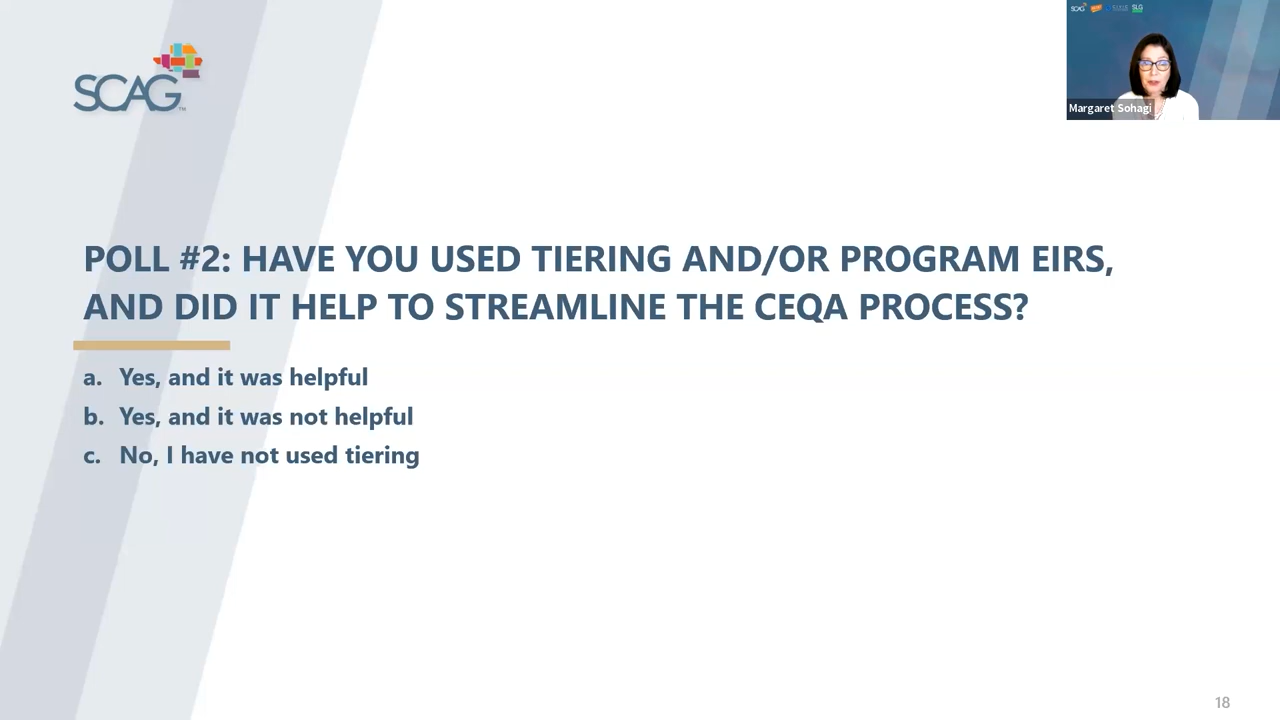 SCAG
SCAG
SLG
Margaret Sohagi
POLL #2: HAVE YOU USED TIERING AND/OR PROGRAM EIRS,
AND DID IT HELP TO STREAMLINE THE CEQA PROCESS?
a. Yes, and it was helpful
b. Yes, and it was not helpful
c. No, I have not used tiering
18